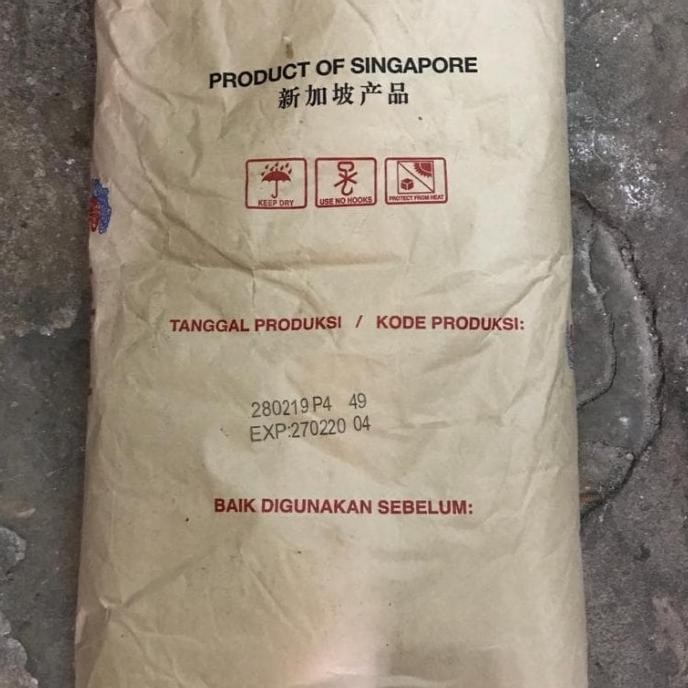 PRODUCT OF SINGAPORE
新加坡产品
KEEP DRY
USE NO HOOKS
PROTECT FROM HEAT
TANGGAL PRODUKSI / KODE PRODUKSI:
280219 P4 49
EXP:270220 04
BAIK DIGUNAKAN SEBELUM: